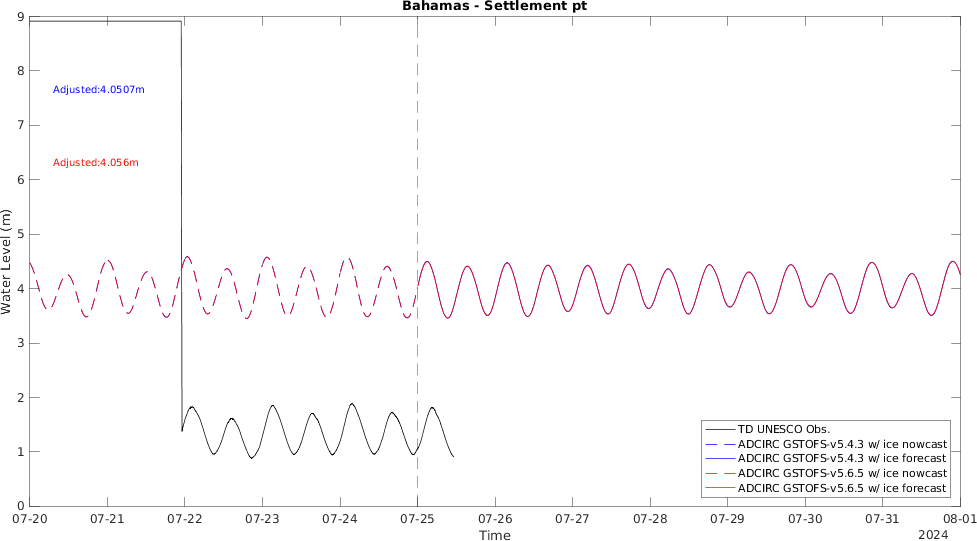 Bahamas - Settlement pt
9
8
7
6
5
4
3
2
1
0
Water Level (m)
Adjusted:4.0507m
Adjusted:4.056m
TD UNESCO Obs.
ADCIRC GSTOFS-v5.4.3 w/ ice nowcast
ADCIRC GSTOFS-v5.4.3 w/ ice forecast
ADCIRC GSTOFS-v5.6.5 w/ ice nowcast
ADCIRC GSTOFS-v5.6.5 w/ ice forecast
07-20 07-21 07-22 07-23 07-24 07-25 07-26 07-27 07-28 07-29 07-30 07-31 08-01
Time
2024